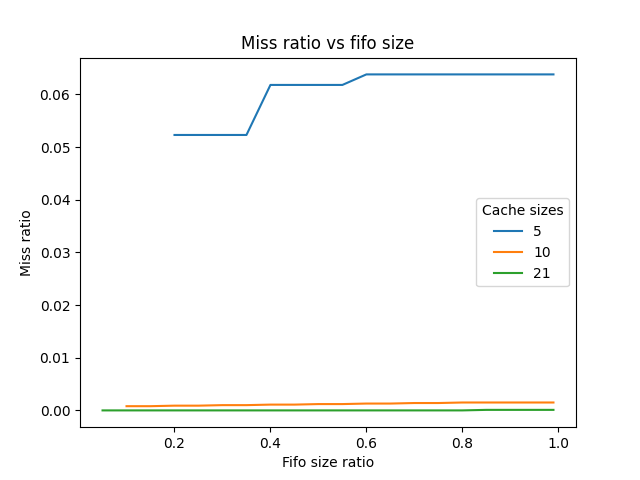 Miss ratio vs fifo size
Miss ratio
0.06
0.05
0.04
0.03
0.02
0.01
0.00
Cache sizes
5
10
21
0.2 0.4 0.6 0.8 1.0
Fifo size ratio